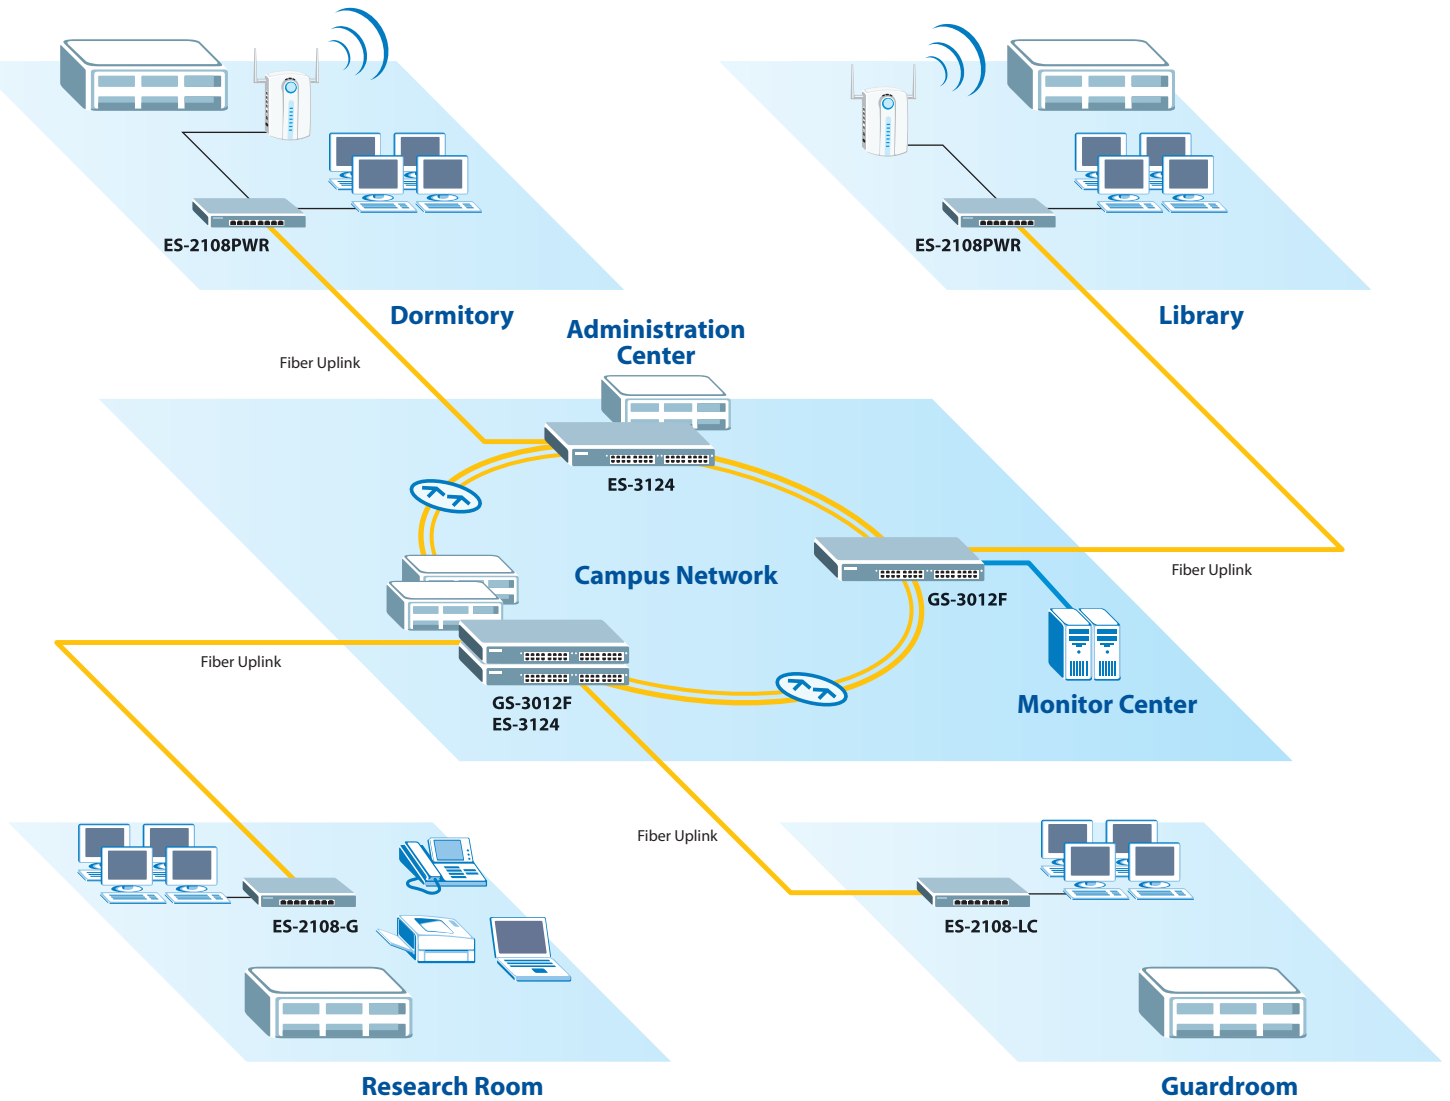 ES-2108PWR
Dormitory
ES-2108PWR
Library
Fiber Uplink
Administration
Center
ES-3124
Campus Network
GS-3012F
Fiber Uplink
Monitor Center
Fiber Uplink
GS-3012F
ES-3124
Fiber Uplink
ES-2108-G
Research Room
ES-2108-LC
Guardroom